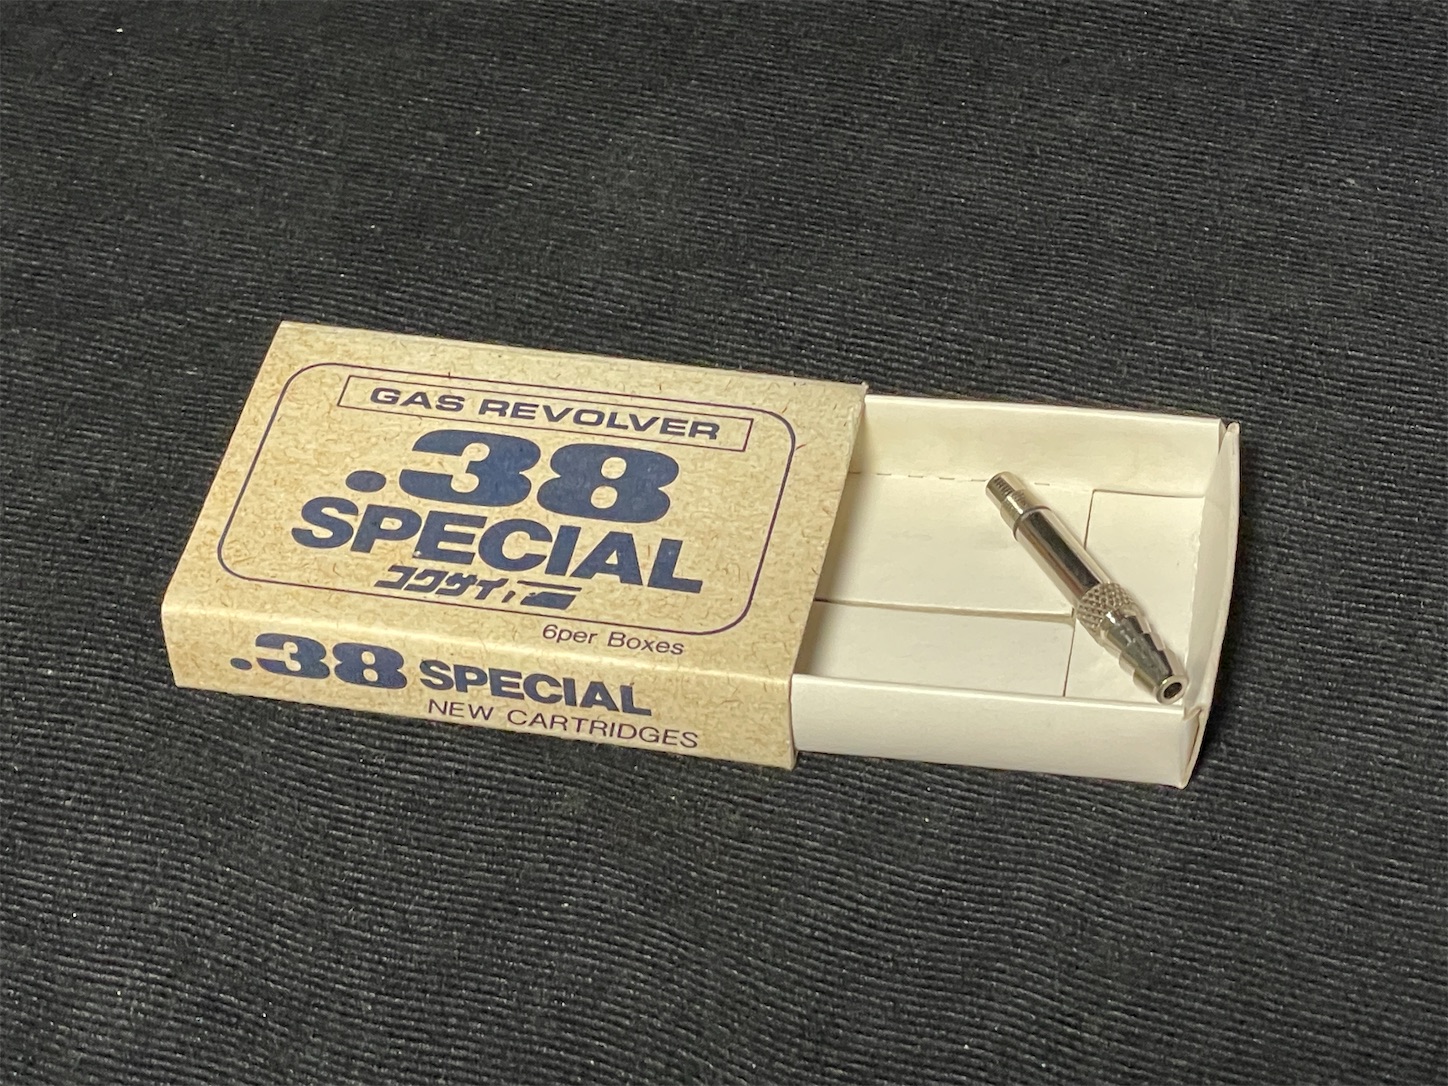 GAS REVOLVER
.38
SPECIAL
コクサイ
6per Boxes
.38 SPECIAL
NEW CARTRIDGES